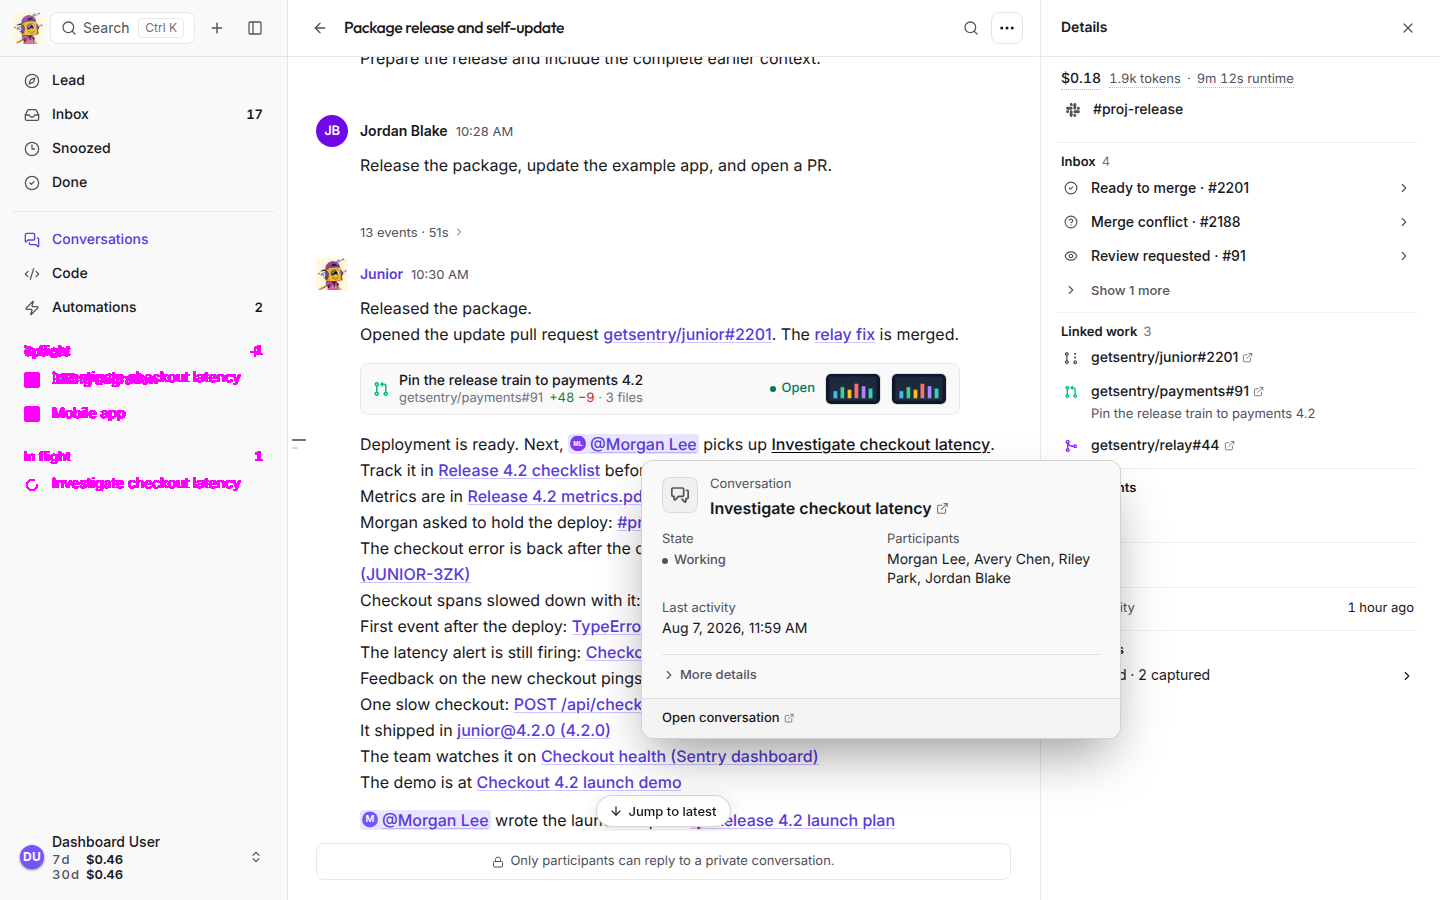 Search Ctrl K
Lead
Inbox 17
Snoozed
Done
Conversations
Code
Automations 2
Mobile app
In flight 1
Investigate checkout latency
Dashboard User
7d $0.46
30d $0.46
DU
Package release and self-update
Prepare the release and include the complete earlier context.
JB
Jordan Blake 10:28 AM
Release the package, update the example app, and open a PR.
13 events · 51s
Junior 10:30 AM
Released the package.
Opened the update pull request getsentry/junior#2201. The relay fix is merged.
Pin the release train to payments 4.2
getsentry/payments#91 +48 −9 · 3 files
Open
Deployment is ready. Next, ML @Morgan Lee picks up Investigate checkout latency.
Track it in Release 4.2 checklist
Metrics are in Release 4.2 metrics
Morgan asked to hold the deploy:
The checkout error is back after the
(JUNIOR-3ZK)
Checkout spans slowed down with it:
First event after the deploy:
The latency alert is still firing:
Feedback on the new checkout pings
One slow checkout: POST /api/
It shipped in junior@4.2.0 (4.2.0)
The team watches it on Checkout health (Sentry dashboard)
The demo is at Checkout 4.2 launch demo
M @Morgan Lee wrote the
Release 4.2 launch plan
Jump to latest
Only participants can reply to a private conversation.
Conversation
Investigate checkout latency
State
Working
Participants
Morgan Lee, Avery Chen, Riley
Park, Jordan Blake
Last activity
Aug 7, 2026, 11:59 AM
More details
Open conversation
Details
$0.18 1.9k tokens · 9m 12s runtime
#proj-release
Inbox 4
Ready to merge · #2201
Merge conflict · #2188
Review requested · #91
Show 1 more
Linked work 3
getsentry/junior#2201
getsentry/payments#91
Pin the release train to payments 4.2
getsentry/relay#44
1 hour ago
· 2 captured